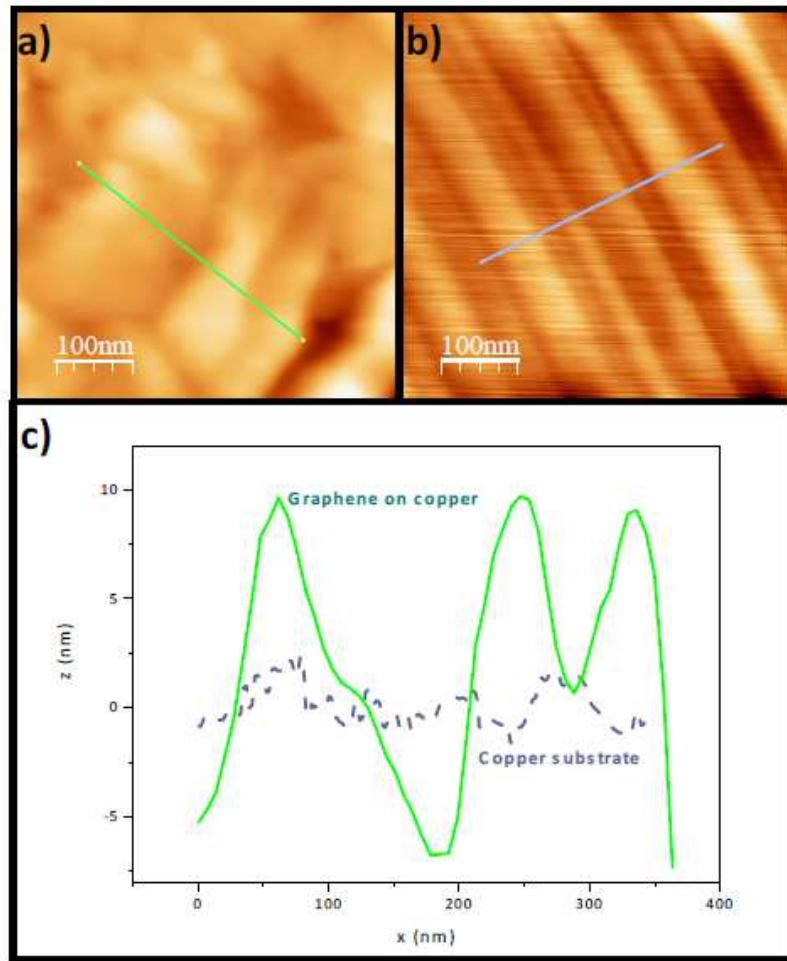 a)
b)
100nm
100nm
c)
10
5
0
-5
z (nm)
Graphene on copper
Copper substrate
0
100
200
300
400
x (nm)